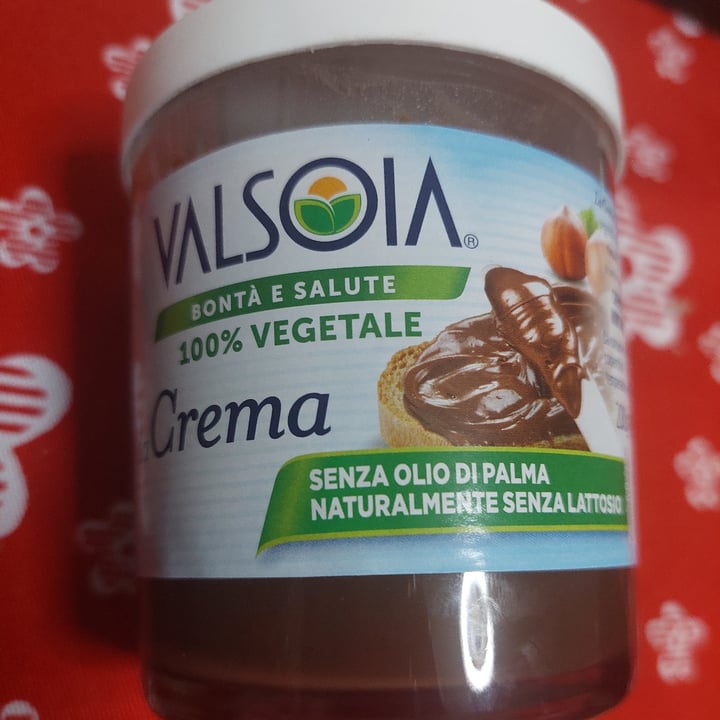 VALSOIA®
BONTÀ E SALUTE
100% VEGETALE
Crema
SENZA OLIO DI PALMA
NATURALMENTE SENZA LATTOSIO